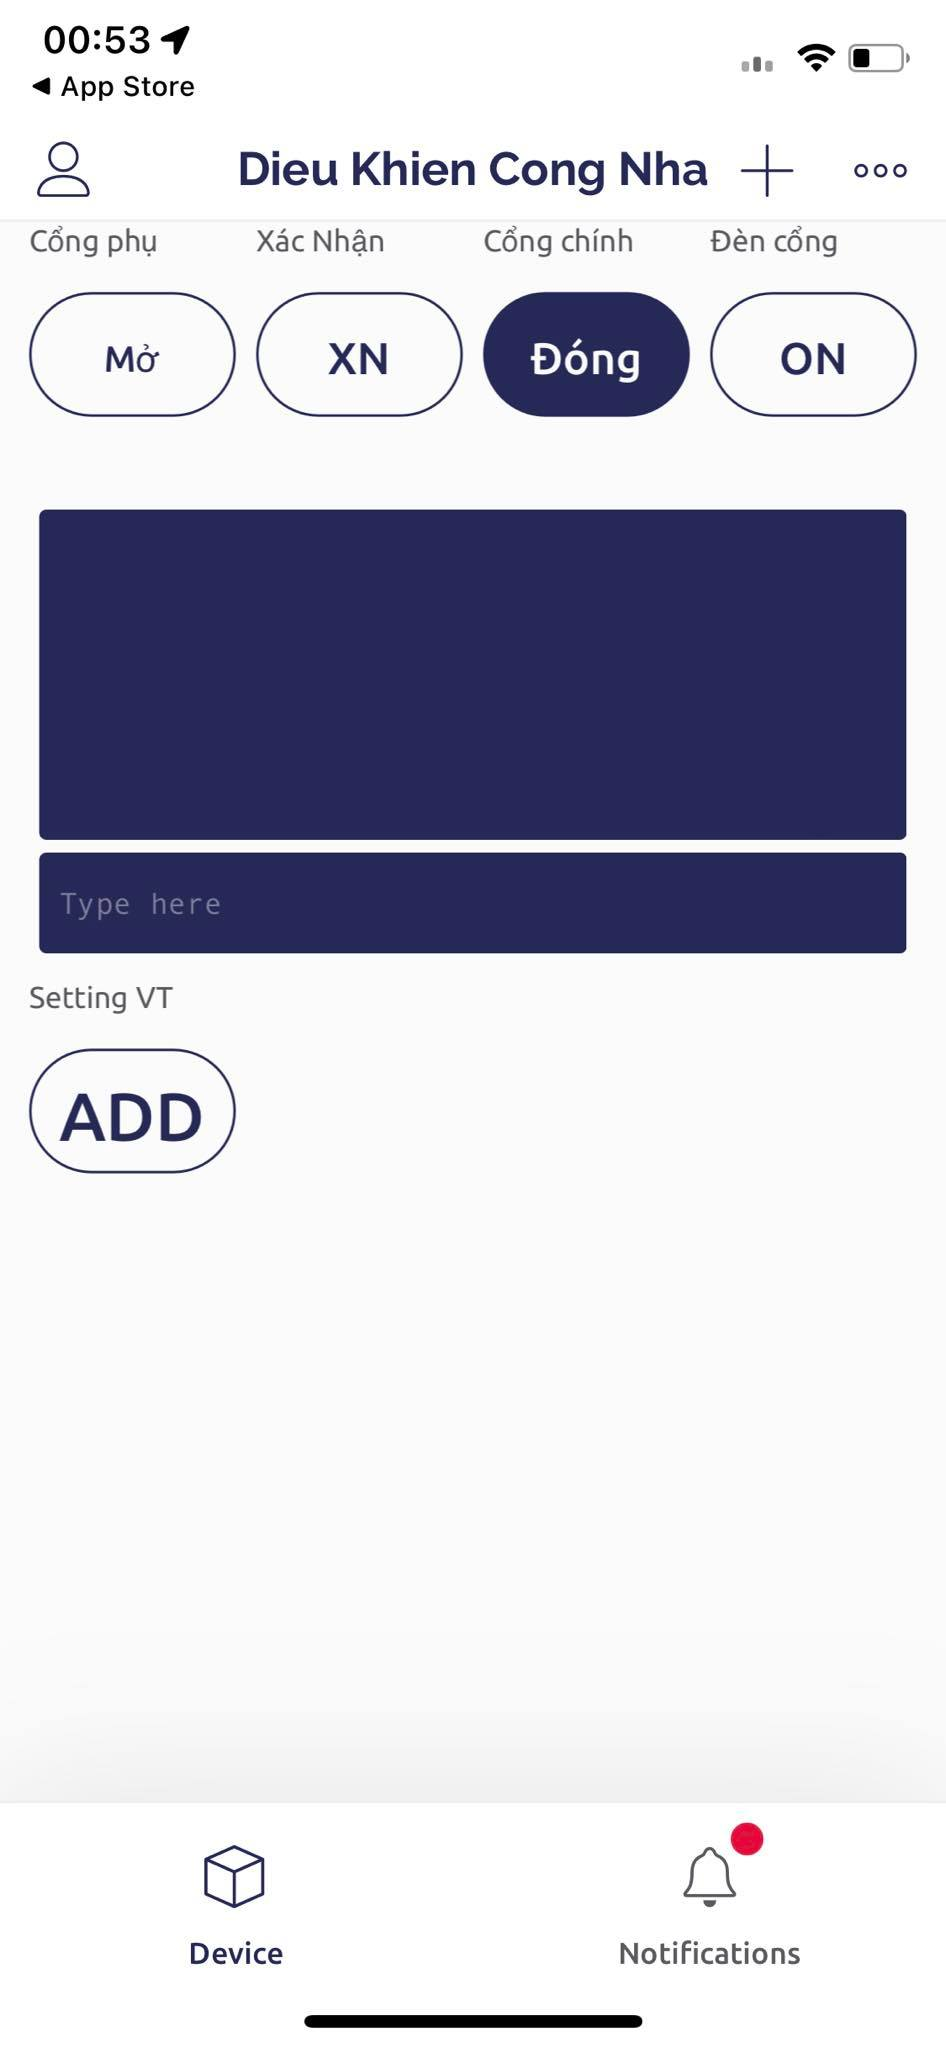 00:53
◀ App Store
Dieu Khien Cong Nha
Cổng phụ Xác Nhận Cổng chính Đèn cổng
Mở XN Đóng ON
Type here
Setting VT
ADD
Device Notifications